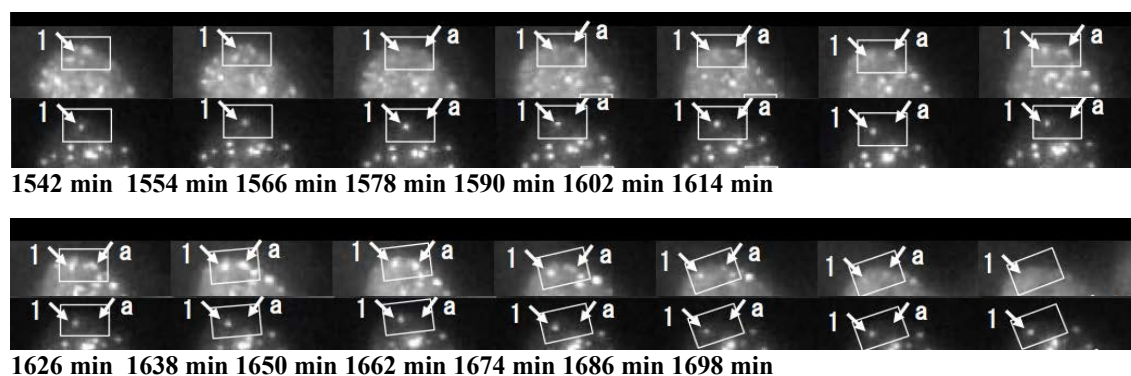 1 1 1 a 1 a 1 a 1 a 1 a
1 1 1 a 1 a 1 a 1 a 1 a
1542 min 1554 min 1566 min 1578 min 1590 min 1602 min 1614 min
1 a 1 a 1 a 1 a 1 a 1 a 1
1 a 1 a 1 a 1 a 1 a 1 a 1
1626 min 1638 min 1650 min 1662 min 1674 min 1686 min 1698 min